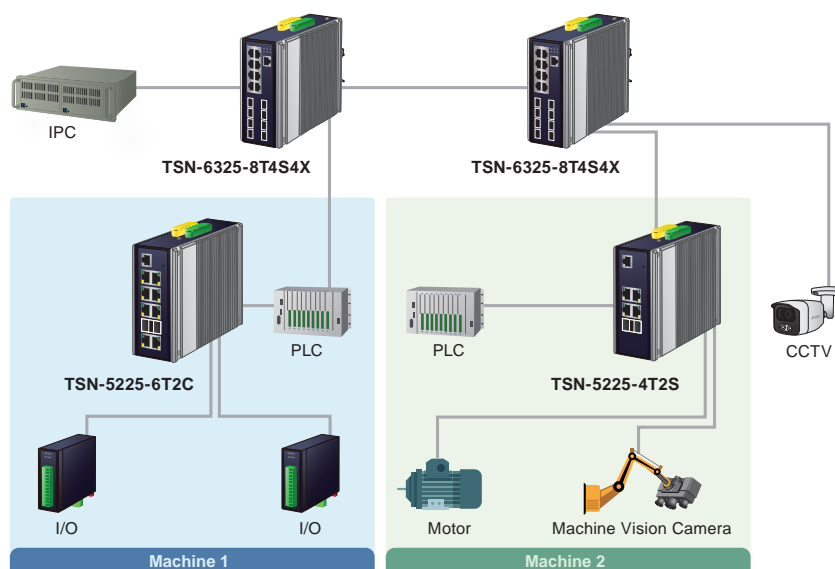 IPC
TSN-6325-8T4S4X
TSN-6325-8T4S4X
PLC
PLC
CCTV
TSN-5225-6T2C
TSN-5225-4T2S
I/O
I/O
Motor
Machine Vision Camera
Machine 1
Machine 2